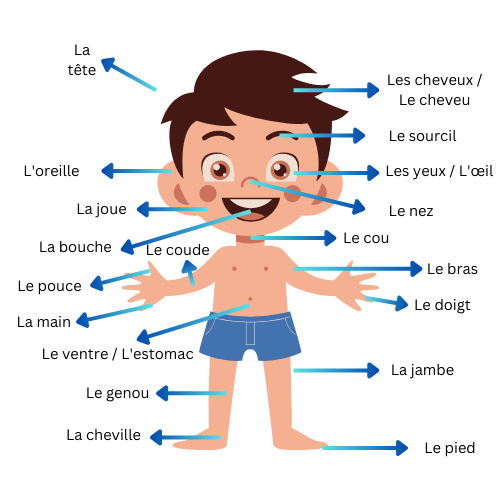 La
tête
Les cheveux /
Le cheveu
Le sourcil
L'oreille
Les yeux / L'œil
La joue
Le nez
La bouche
Le coude
Le cou
Le pouce
Le bras
La main
Le doigt
Le ventre / L'estomac
La jambe
Le genou
La cheville
Le pied